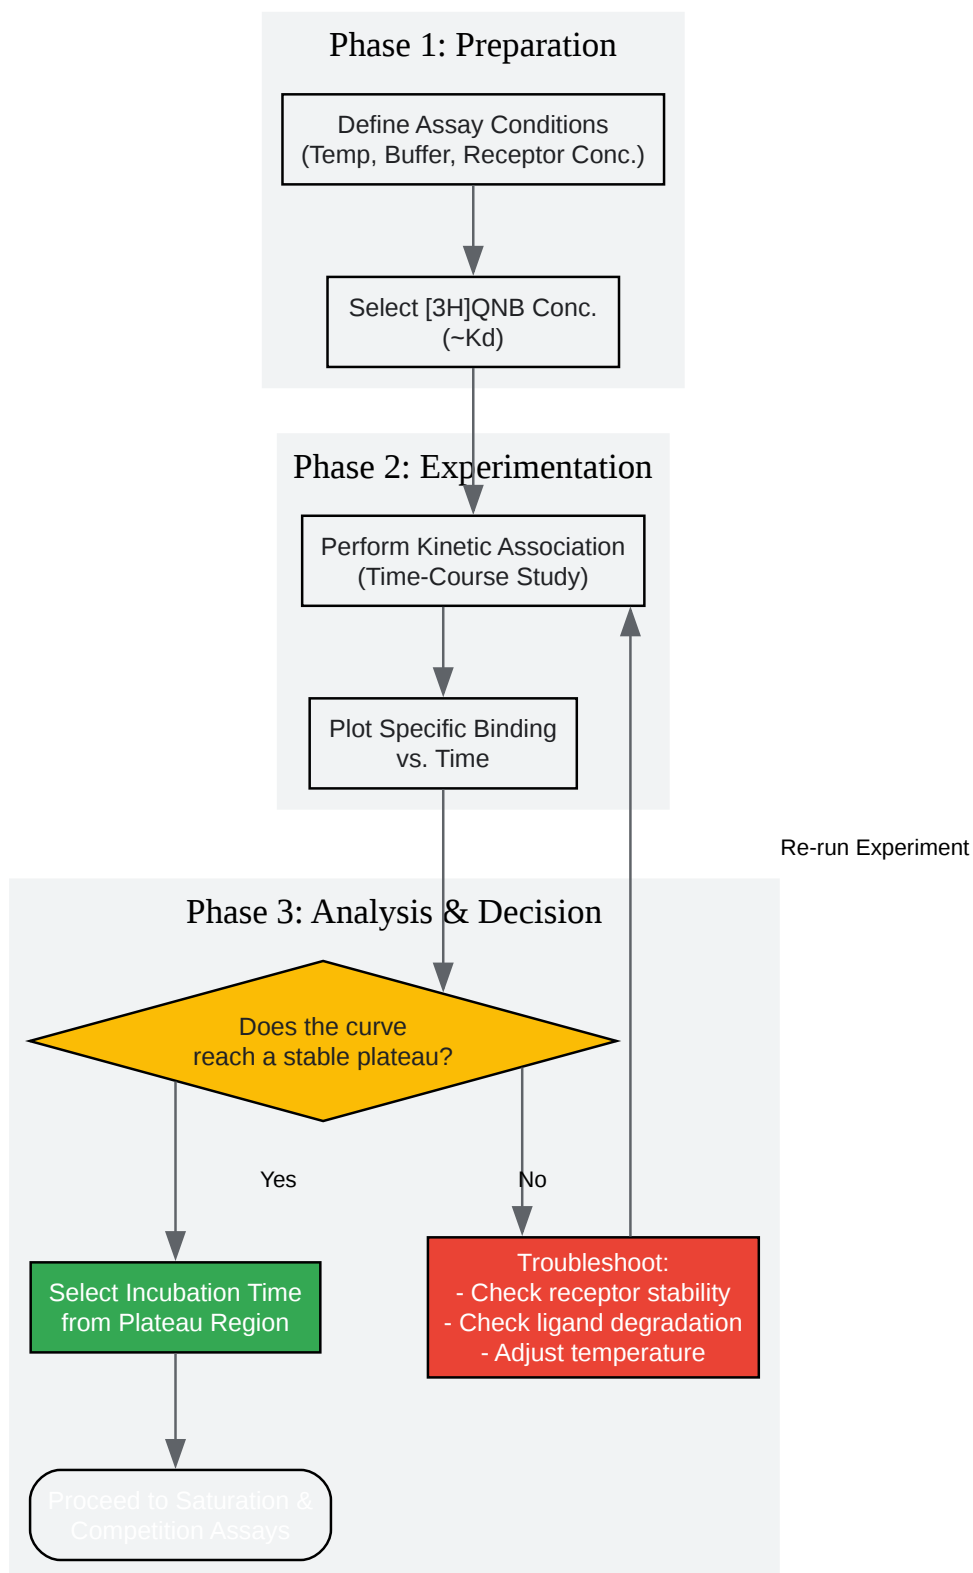 Phase 1: Preparation
Define Assay Conditions
(Temp, Buffer, Receptor Conc.)
Select [3H]QNB Conc.
(~Kd)
Phase 2: Experimentation
Perform Kinetic Association
(Time-Course Study)
Plot Specific Binding
vs. Time
Re-run Experiment
Phase 3: Analysis & Decision
Does the curve
reach a stable plateau?
Yes
No
Select Incubation Time
from Plateau Region
Troubleshoot:
- Check receptor stability
- Check ligand degradation
- Adjust temperature
Proceed to Saturation &
Competition Assays